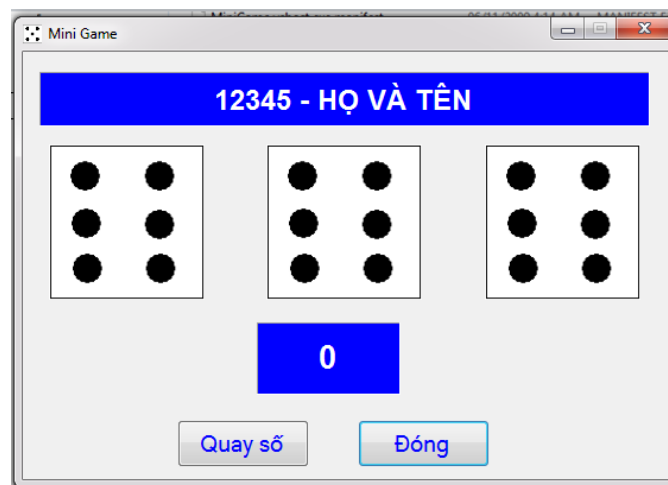 Mini Game
12345 - HỌ VÀ TÊN
0
Quay số
Đóng